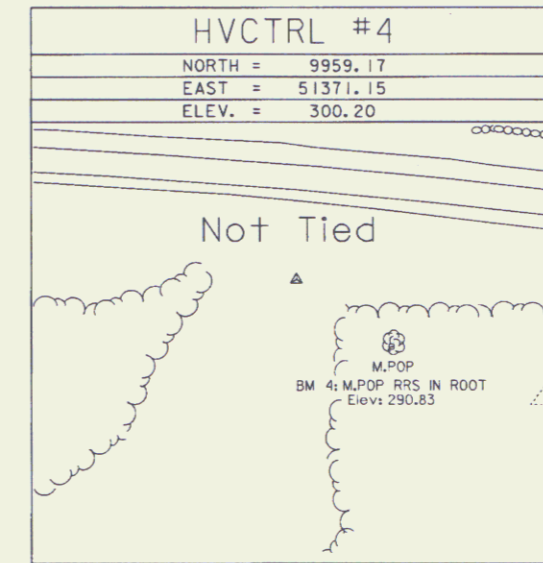 HVCTRL #4
NORTH = 9959.17
EAST = 51371.15
ELEV. = 300.20
Not Tied
M.POP
BM 4: M.POP RRS IN ROOT
Elev: 290.83